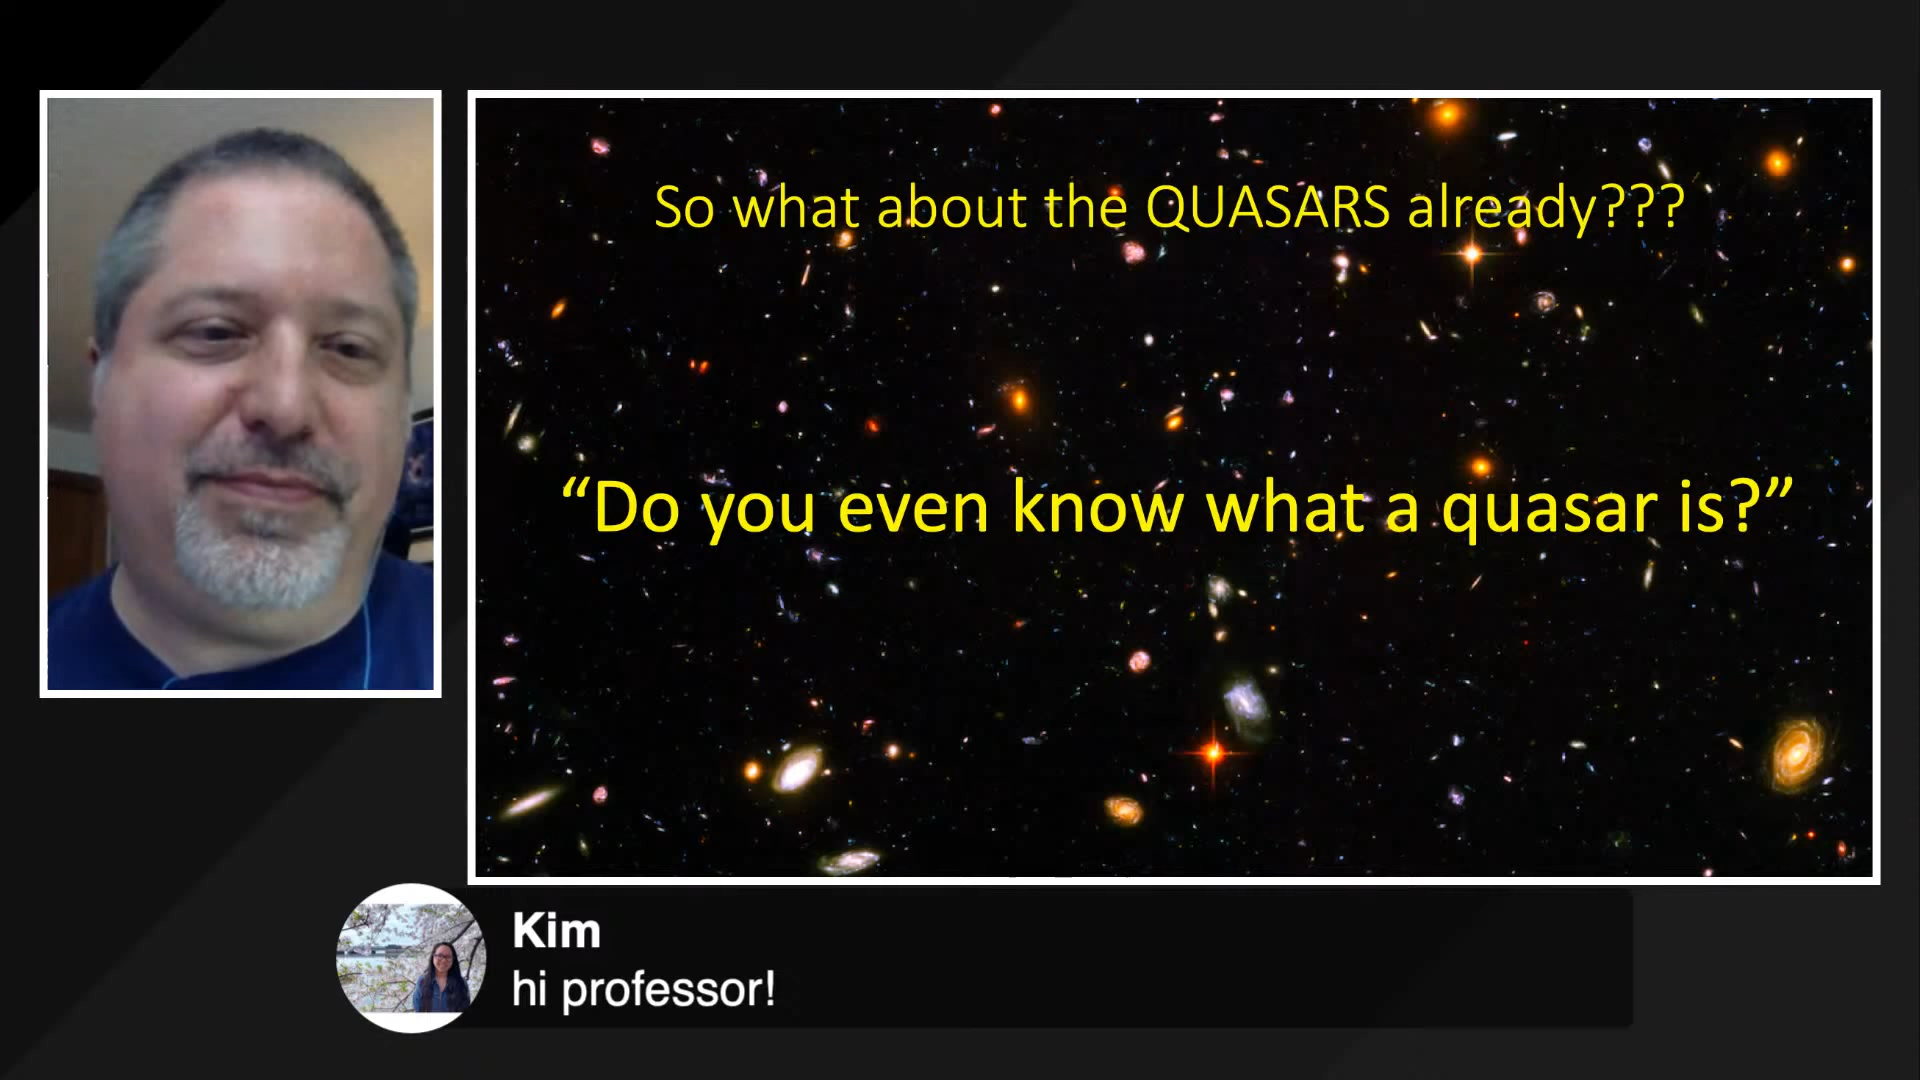 So what about the QUASARS already???
“Do you even know what a quasar is?”
Kim
hi professor!